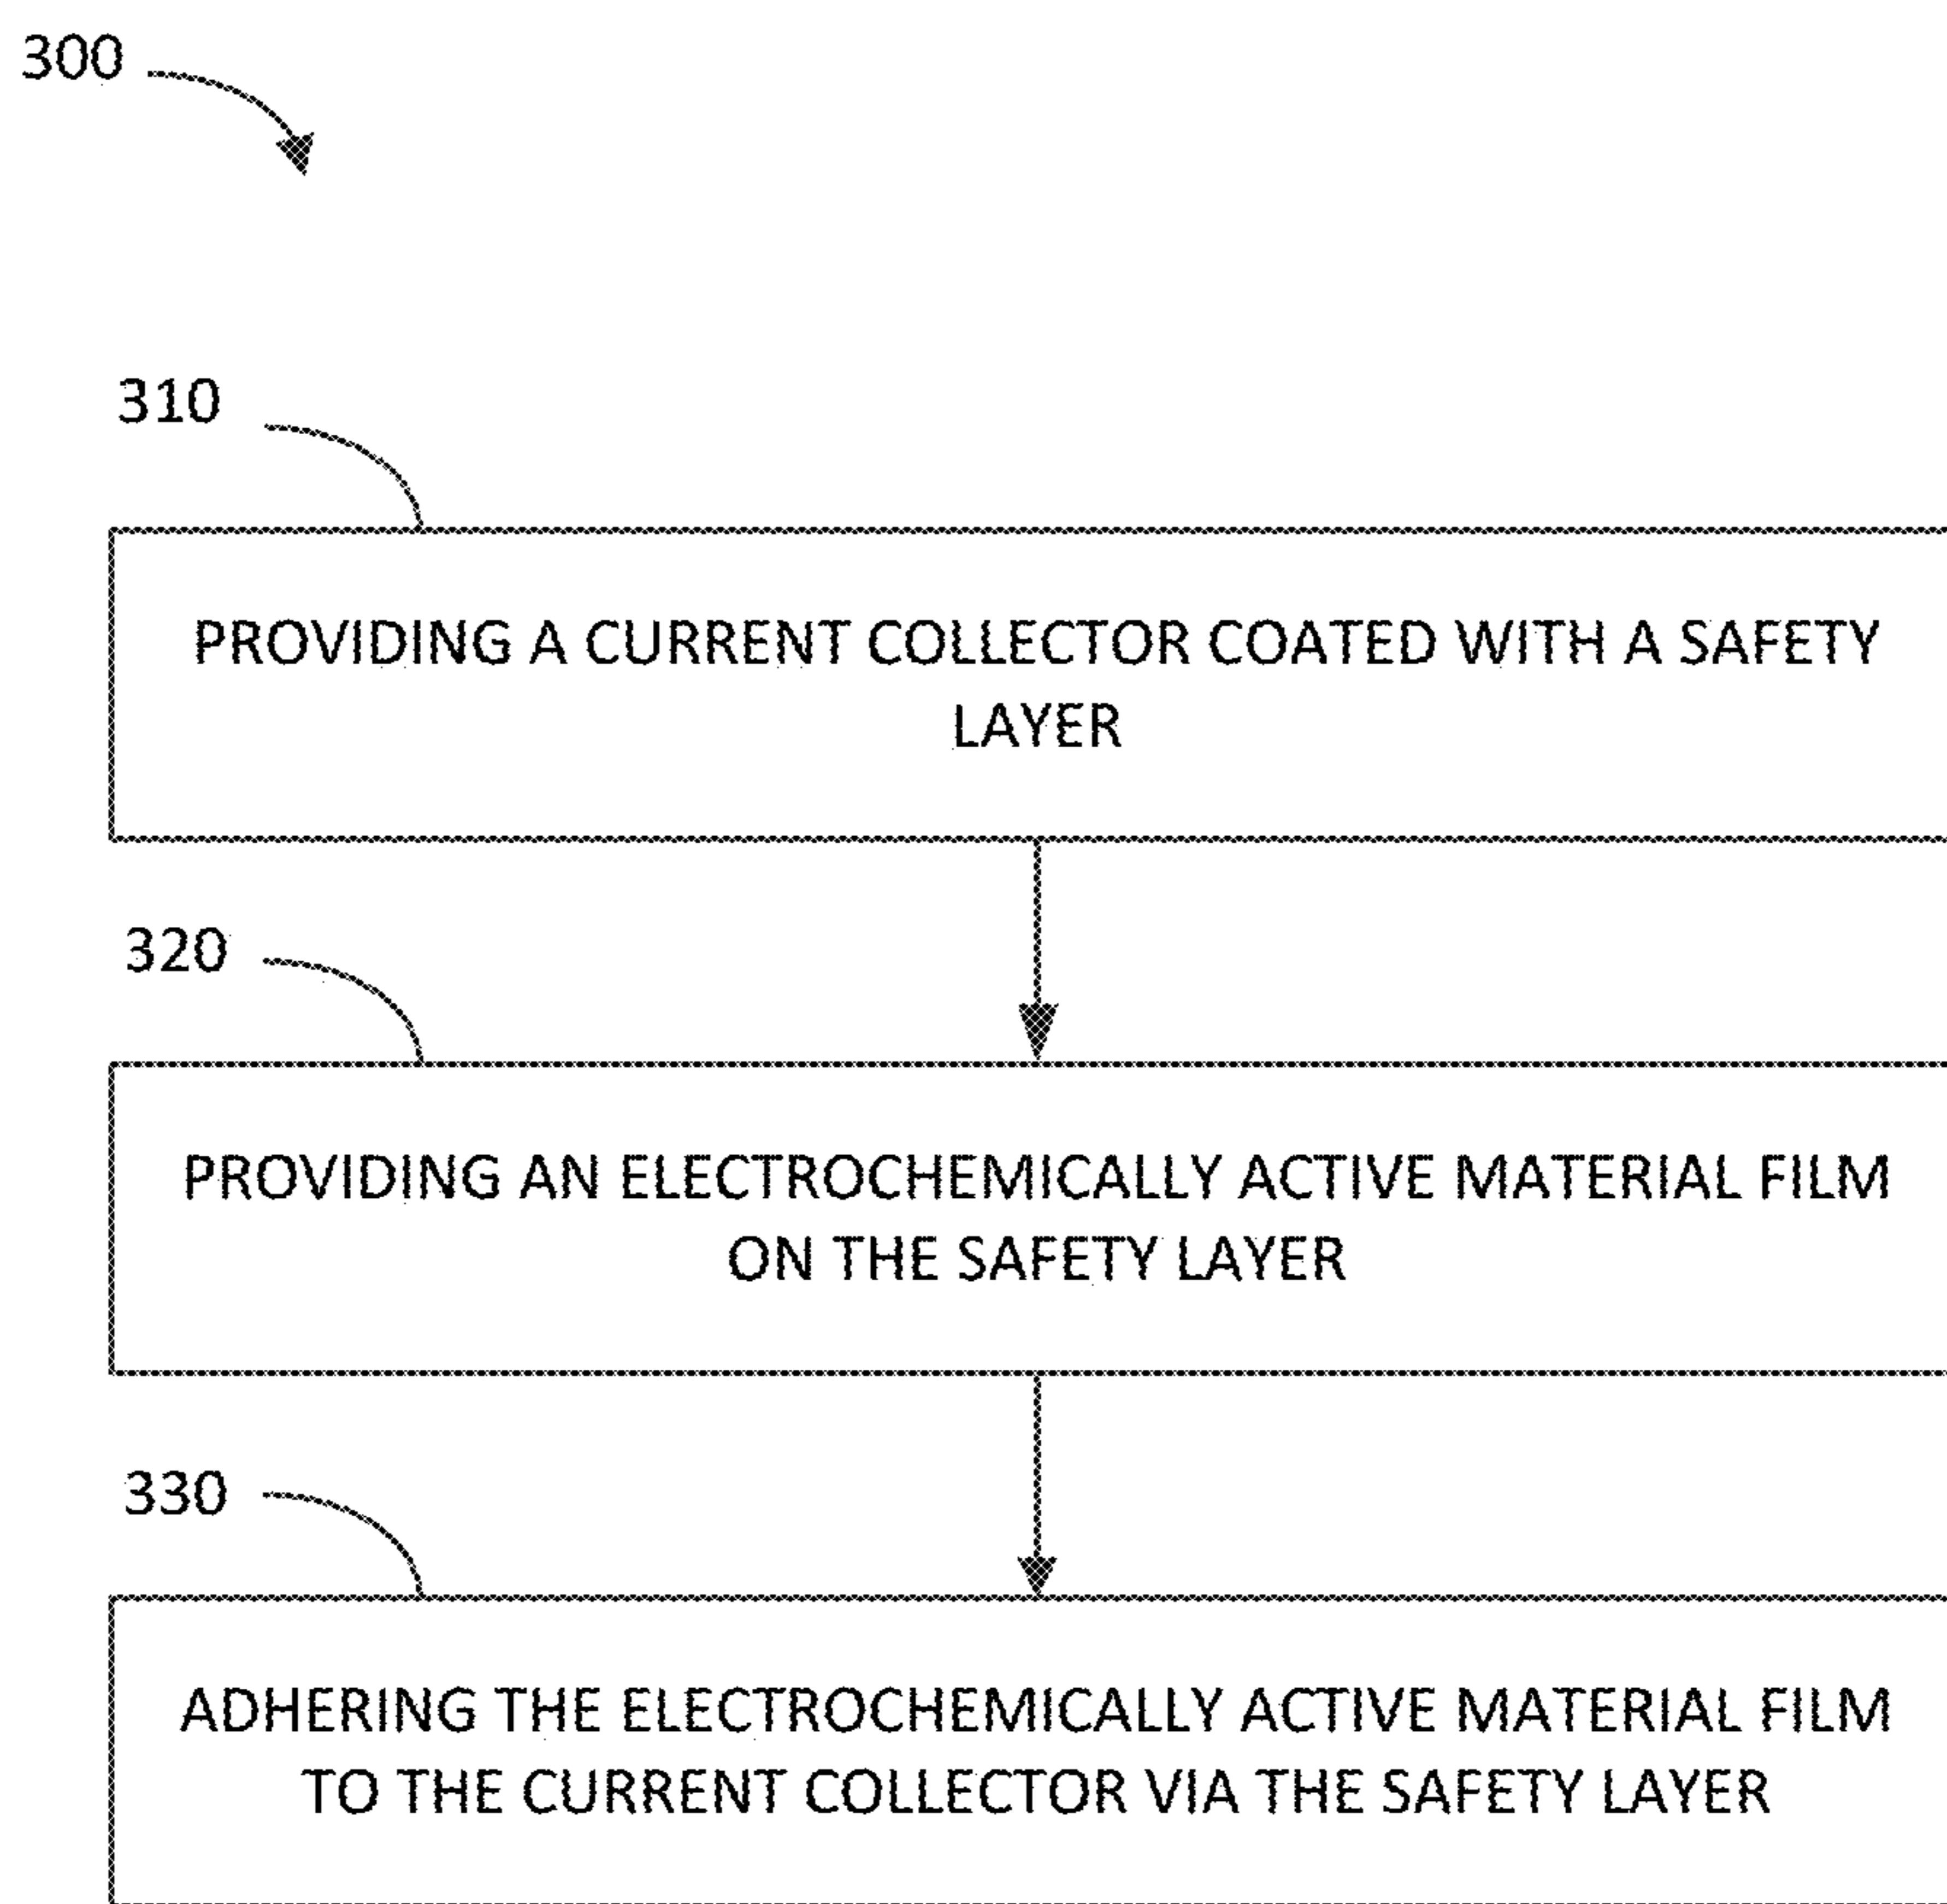 300
310
PROVIDING A CURRENT COLLECTOR COATED WITH A SAFETY
LAYER
320
PROVIDING AN ELECTROCHEMICALLY ACTIVE MATERIAL FILM
ON THE SAFETY LAYER
330
ADHERING THE ELECTROCHEMICALLY ACTIVE MATERIAL FILM
TO THE CURRENT COLLECTOR VIA THE SAFETY LAYER